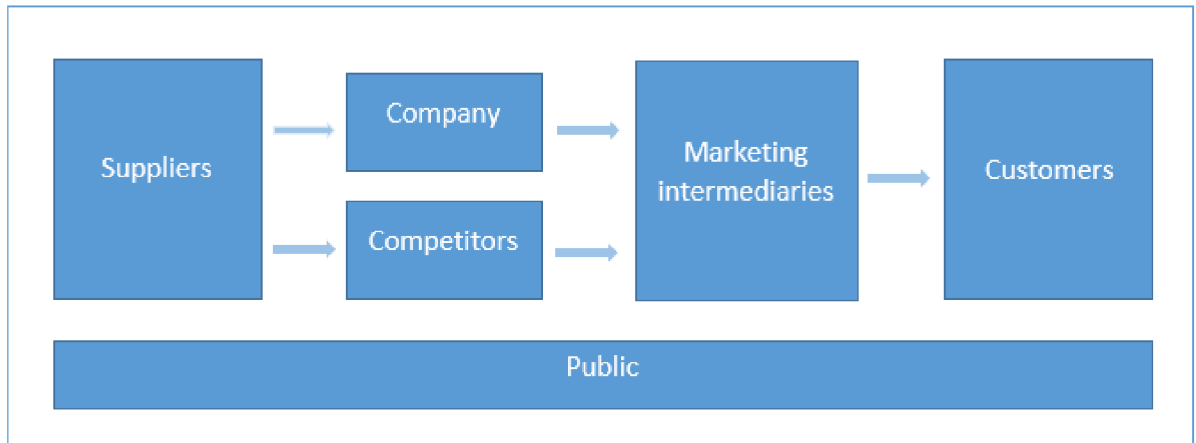 Suppliers
Company
Competitors
Marketing
intermediaries
Customers
Public